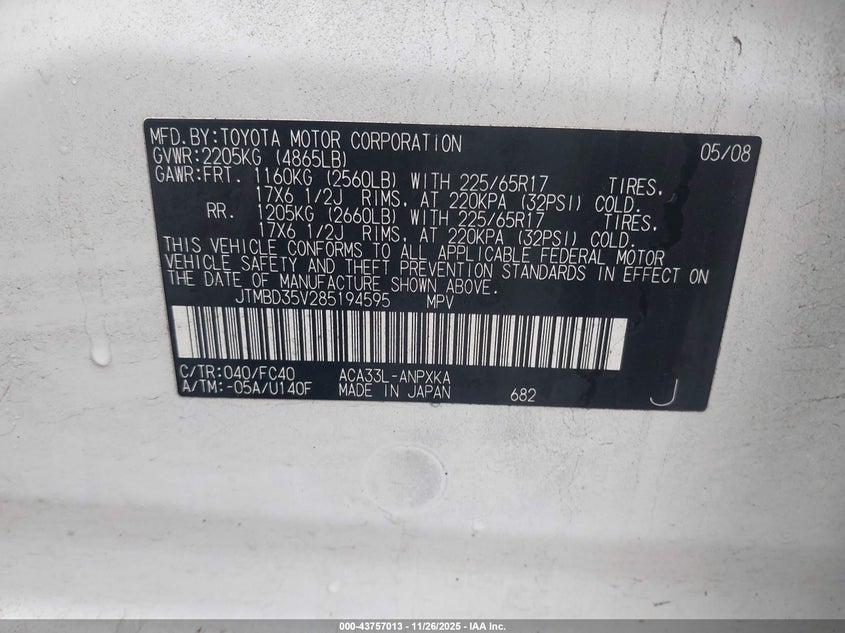 MFD.BY:TOYOTA MOTOR CORPORATION 05/08
GVWR:2205KG (4865LB)
GAWR:FRT. 1160KG (2560LB) WITH 225/65R17 TIRES,
17X6 1/2J RIMS, AT 220KPA (32PSI) COLD.
RR. 1205KG (2660LB) WITH 225/65R17 TIRES,
17X6 1/2J RIMS, AT 220KPA (32PSI) COLD.
THIS VEHICLE CONFORMS TO ALL APPLICABLE FEDERAL MOTOR
VEHICLE SAFETY AND THEFT PREVENTION STANDARDS IN EFFECT ON
THE DATE OF MANUFACTURE SHOWN ABOVE.
JTMBD35V285194595 MPV
C/TR:040/FC40 ACA33L-ANPXKA
A/TM:-05A/U140F MADE IN JAPAN 682 J
000-43757013 - 11/26/2025 - IAA Inc.